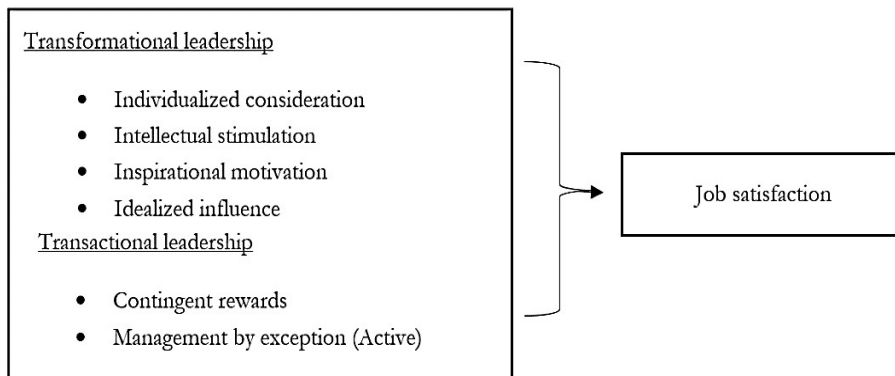 Transformational leadership
• Individualized consideration
• Intellectual stimulation
• Inspirational motivation
• Idealized influence
Transactional leadership
• Contingent rewards
• Management by exception (Active)
Job satisfaction